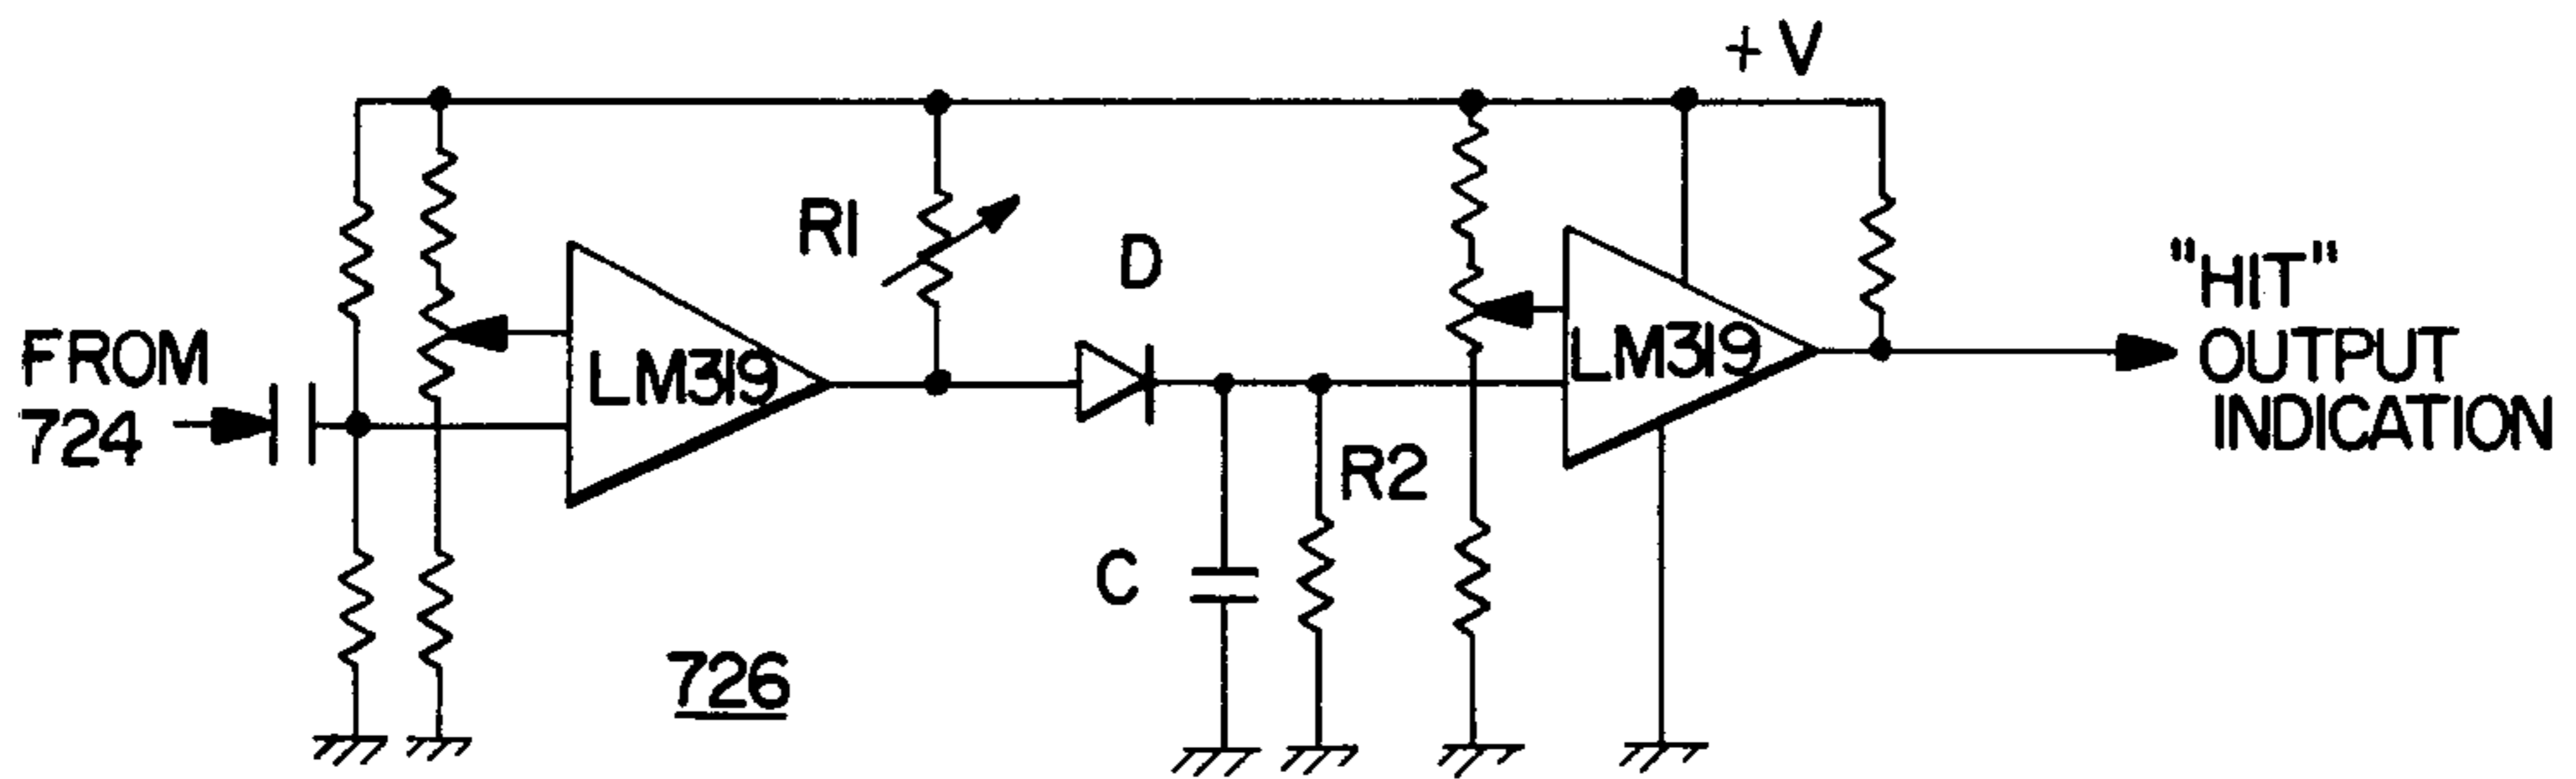 + V
R1
D
"HIT"
OUTPUT
INDICATION
FROM
724
LM319
LM319
R2
C
726